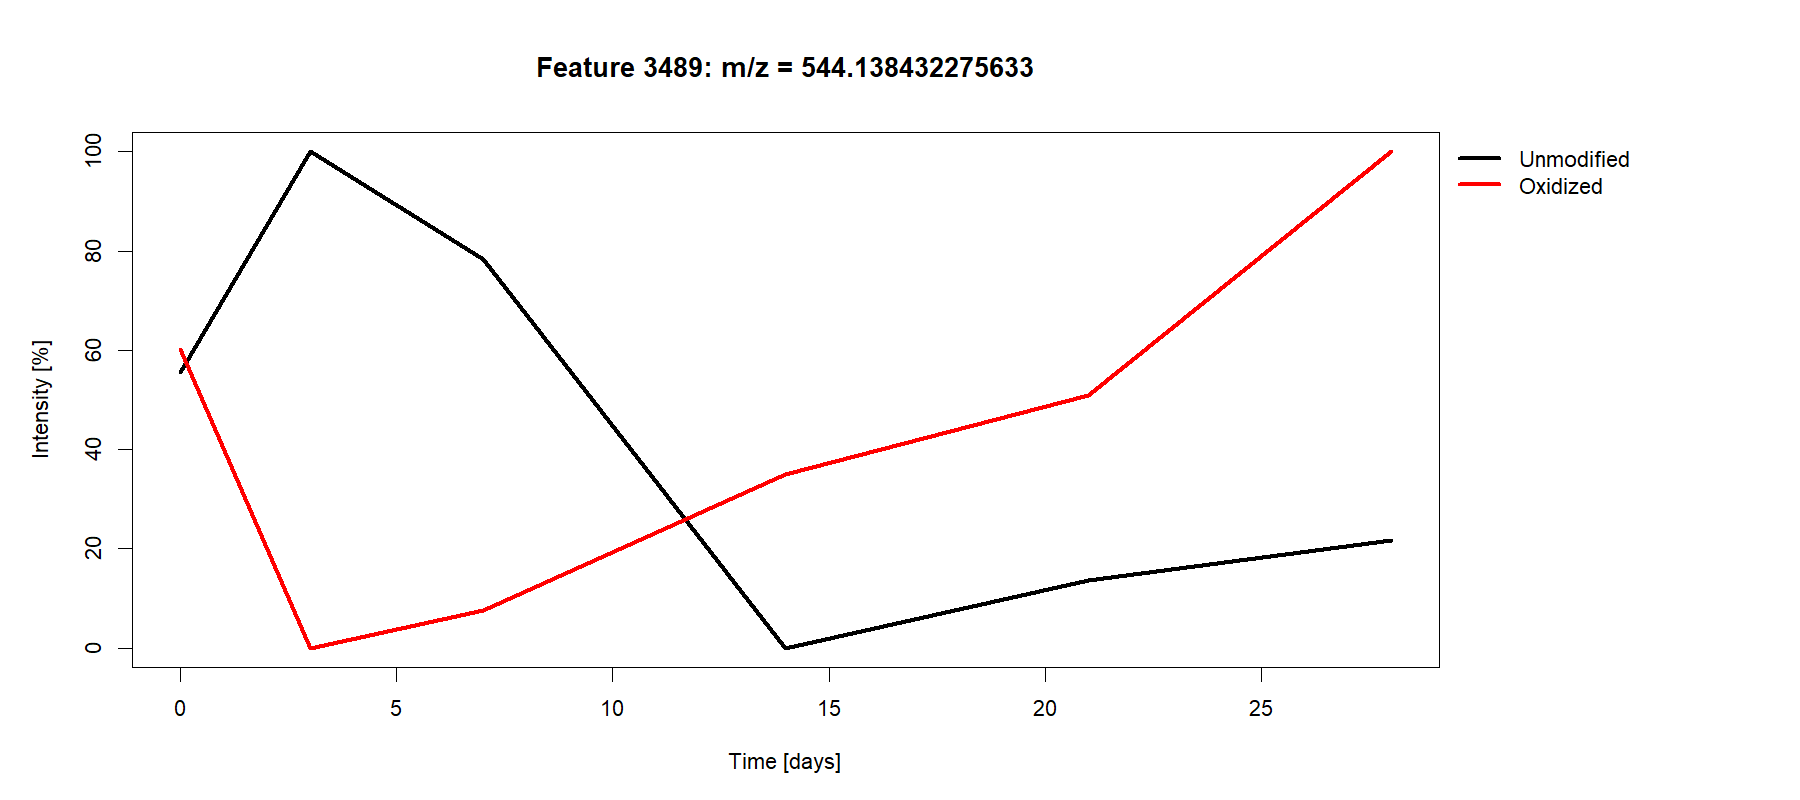 Feature 3489: m/z = 544.138432275633
Unmodified
Oxidized
Intensity [%]
100
80
60
40
20
0
0 5 10 15 20 25
Time [days]